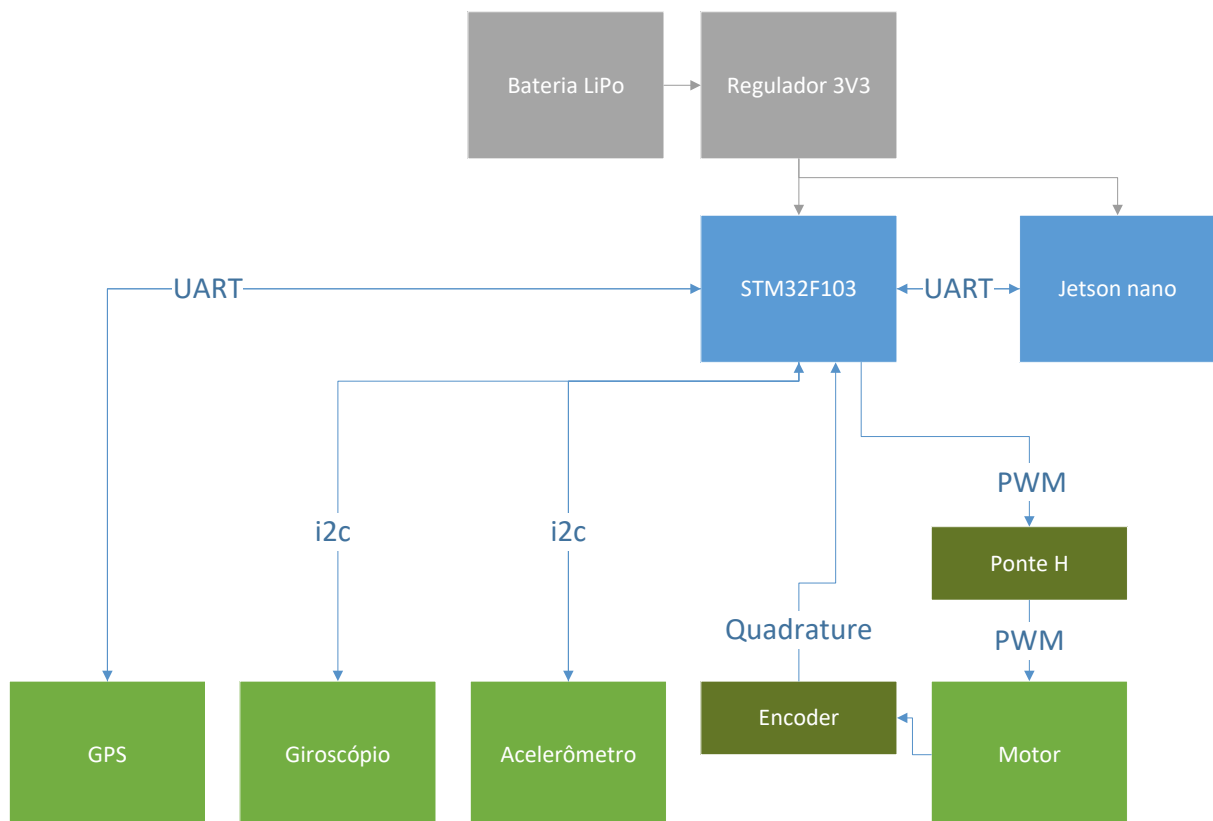 Bateria LiPo
Regulador 3V3
UART
STM32F103
UART
Jetson nano
PWM
i2c
i2c
Ponte H
Quadrature
PWM
GPS
Giroscópio
Acelerômetro
Encoder
Motor